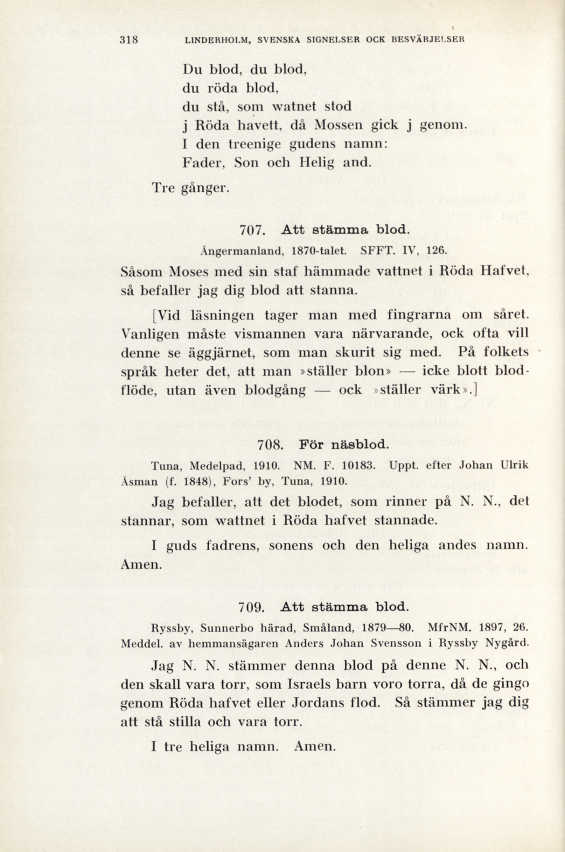 318 LINDERHOLM, SVENSKA SIGNELSER OCK BESVÄRJELSER
Du blod, du blod,
du röda blod,
du stå, som watnet stod
j Röda havett, då Mossen gick j genom.
I den treenige gudens namn:
Fader, Son och Helig and.
Tre gånger.
707. Att stämma blod.
Ångermanland, 1870-talet. SFFT. IV, 126.
Såsom Moses med sin staf hämmade vattnet i Röda Hafvet,
så befaller jag dig blod att stanna.
[Vid läsningen tager man med fingrarna om såret.
Vanligen måste vismannen vara närvarande, ock ofta vill
denne se äggjärnet, som man skurit sig med. På folkets
språk heter det, att man »ställer blon» — icke blott blod-
flöde, utan även blodgång — ock »ställer värk».]
708. För näsblod.
Tuna, Medelpad, 1910. NM. F. 10183. Uppt. efter Johan Ulrik
Åsman (f. 1848), Fors' by, Tuna, 1910.
Jag befaller, att det blodet, som rinner på N. N., det
stannar, som wattnet i Röda hafvet stannade.
I guds fadrens, sonens och den heliga andes namn.
Amen.
709. Att stämma blod.
Ryssby, Sunnerbo härad, Småland, 1879—80. MfrNM. 1897, 26.
Meddel. av hemmansägaren Anders Johan Svensson i Ryssby Nygård.
Jag N. N. stämmer denna blod på denne N. N., och
den skall vara torr, som Israels barn voro torra, då de gingo
genom Röda hafvet eller Jordans flod. Så stämmer jag dig
att stå stilla och vara torr.
I tre heliga namn. Amen.